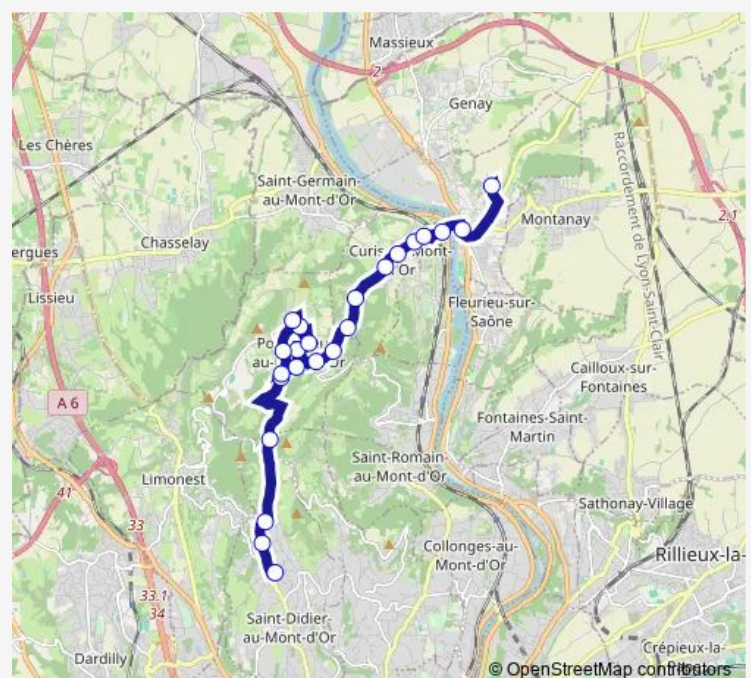 Massieux
2
Genay
Les Chères
Raccordement de Lyon-Saint-Clair
Saint-Germain-
au-Mont-d'Or
Montanay
2.1
Chasselay
ergues
Curis
Mont-
d'Or
Lissieu
Fleurieu-sur-
Saône
au-
Or
Cailloux-sur-
Fontaines
A 6
Fontaines-Saint-
Martin
Saint-Romain-
au-Mont-d'Or
Limonest
41
Sathonay-Village
33
Collonges-au-
Mont-d'Or
Rillieux-la-
33.1
34
Saint-Didier-
au-Mont-d'Or
Crépieux-la-
Dardilly
© OpenStreetMap contributors